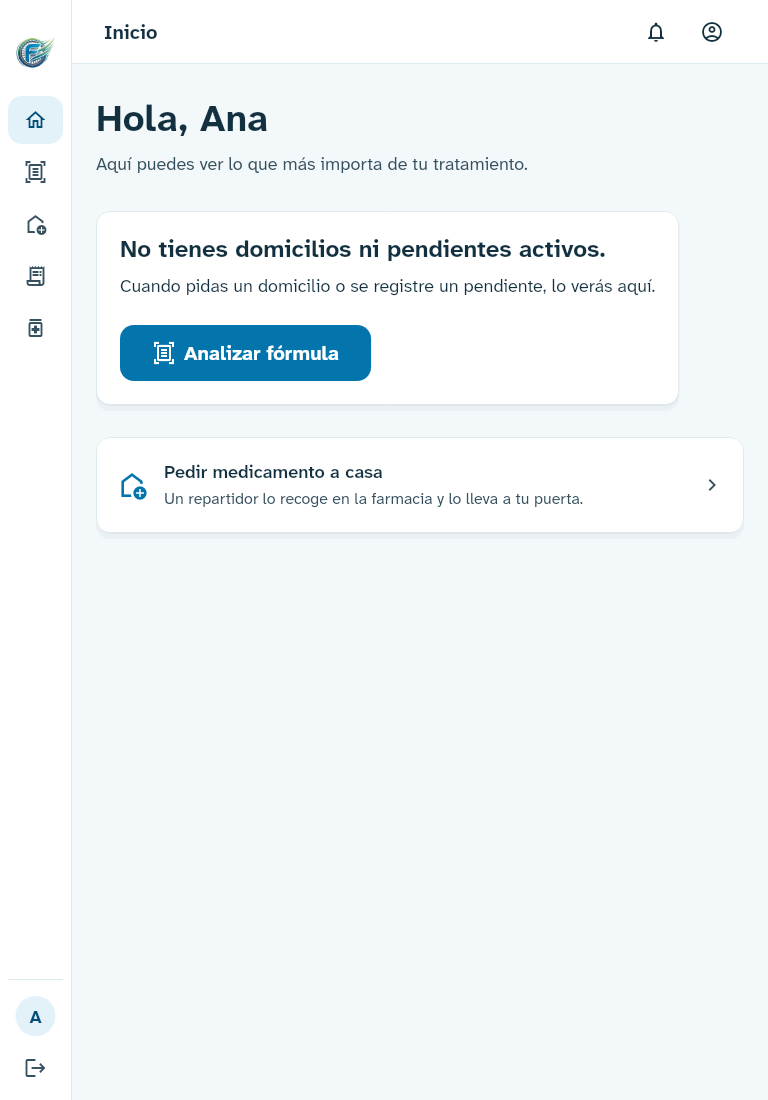 Inicio
Hola, Ana
Aquí puedes ver lo que más importa de tu tratamiento.
No tienes domicilios ni pendientes activos.
Cuando pidas un domicilio o se registre un pendiente, lo verás aquí.
Analizar fórmula
Pedir medicamento a casa
Un repartidor lo recoge en la farmacia y lo lleva a tu puerta.
A